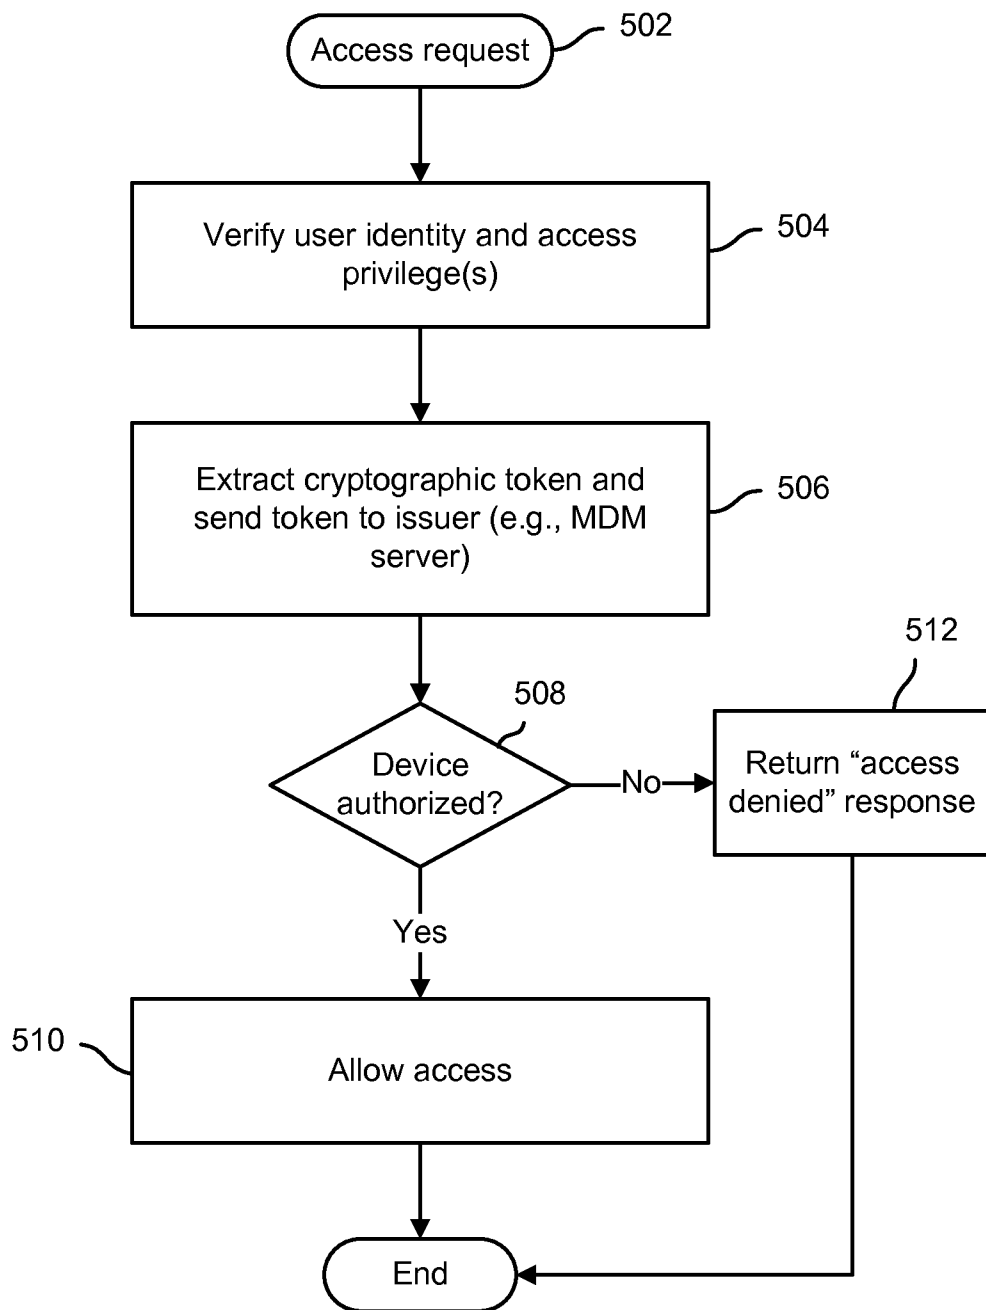 Access request
502
Verify user identity and access
privilege(s)
504
Extract cryptographic token and
send token to issuer (e.g., MDM
server)
506
508
Device
authorized?
No
512
Return “access
denied” response
Yes
510
Allow access
End